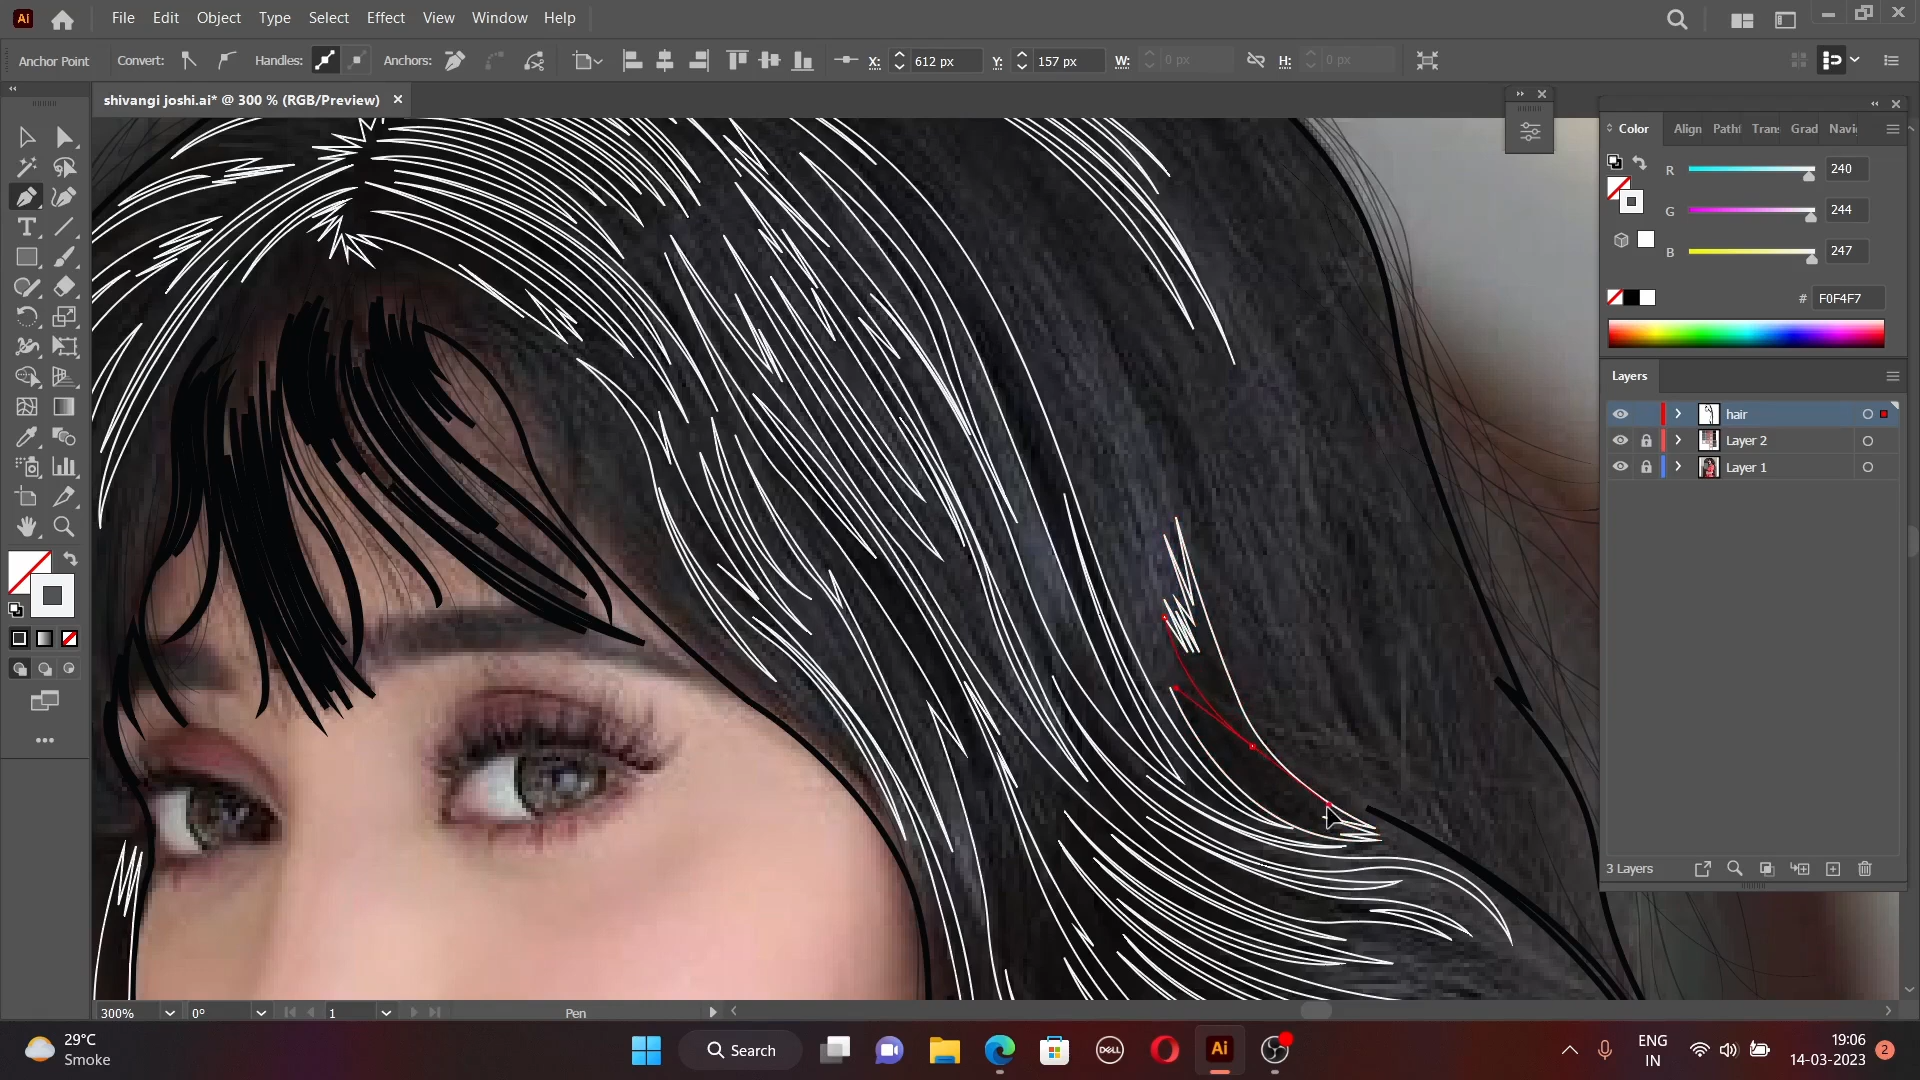 Ai File Edit Object Type Select Effect View Window Help
Anchor Point Convert: Handles: Anchors: X: 612 px Y: 157 px W: 0 px H: 0 px
shivangi joshi.ai* @ 300 % (RGB/Preview)
Color Align Pathf Trans Grad Navi
R 240
G 244
B 247
# F0F4F7
Layers
hair
Layer 2
Layer 1
3 Layers
300% 0° 1 Pen
29°C
Smoke
Search
DELL
Ai
ENG
IN
19:06
14-03-2023
2